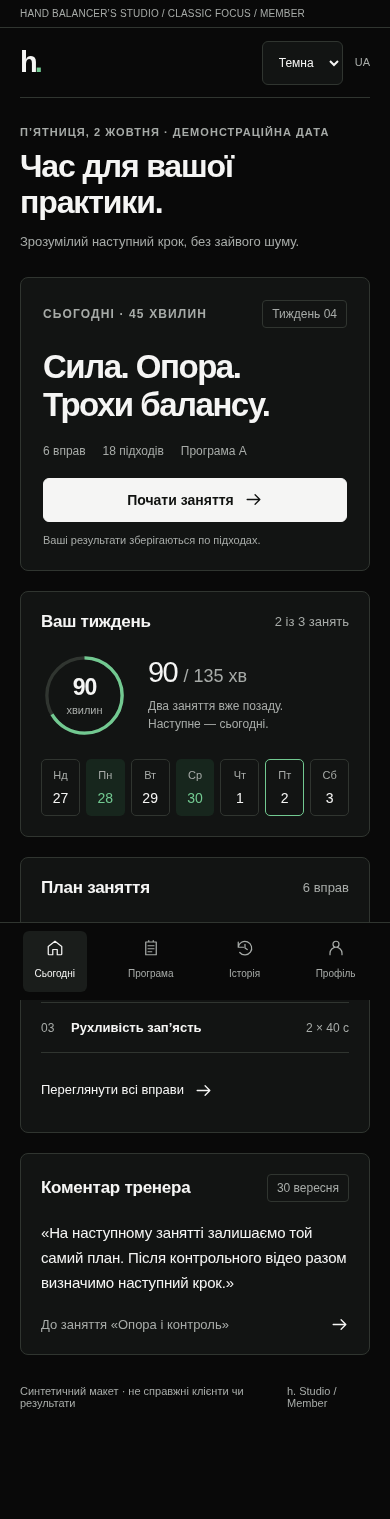 HAND BALANCER'S STUDIO / CLASSIC FOCUS / MEMBER
h.
Темна
UA
П'ЯТНИЦЯ, 2 ЖОВТНЯ · ДЕМОНСТРАЦІЙНА ДАТА
Час для вашої
практики.
Зрозумілий наступний крок, без зайвого шуму.
СЬОГОДНІ · 45 ХВИЛИН
Тиждень 04
Сила. Опора.
Трохи балансу.
6 вправ 18 підходів Програма A
Почати заняття →
Ваші результати зберігаються по підходах.
Ваш тиждень
2 із 3 занять
90
хвилин
90 / 135 хв
Два заняття вже позаду.
Наступне — сьогодні.
Нд Пн Вт Ср Чт Пт Сб
27 28 29 30 1 2 3
План заняття
6 вправ
Сьогодні Програма Історія Профіль
03 Рухливість зап’ясть 2 × 40 с
Переглянути всі вправи →
Коментар тренера
30 вересня
«На наступному занятті залишаємо той
самий план. Після контрольного відео разом
визначимо наступний крок.»
До заняття «Опора і контроль» →
Синтетичний макет · не справжні клієнти чи
результати
h. Studio /
Member